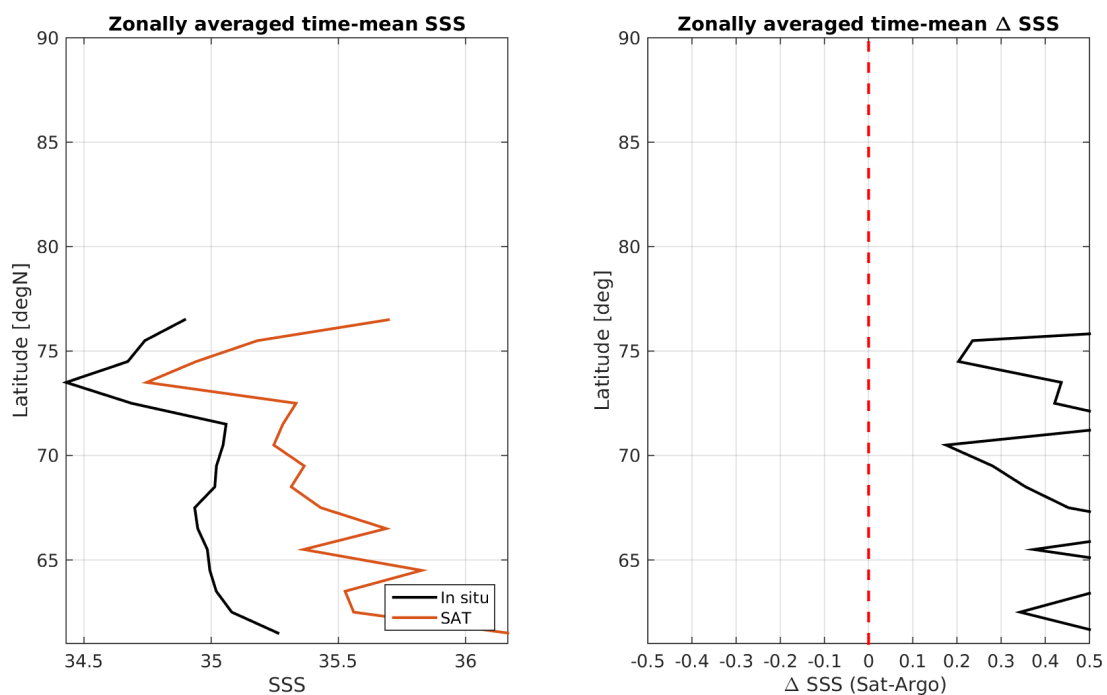 Zonally averaged time-mean SSS
90
85
80
75
70
65
34.5 35 35.5 36
SSS
Latitude [degN]
In situ
SAT
Zonally averaged time-mean Δ SSS
90
85
80
75
70
65
-0.5 -0.4 -0.3 -0.2 -0.1 0 0.1 0.2 0.3 0.4 0.5
Δ SSS (Sat-Argo)
Latitude [deg]